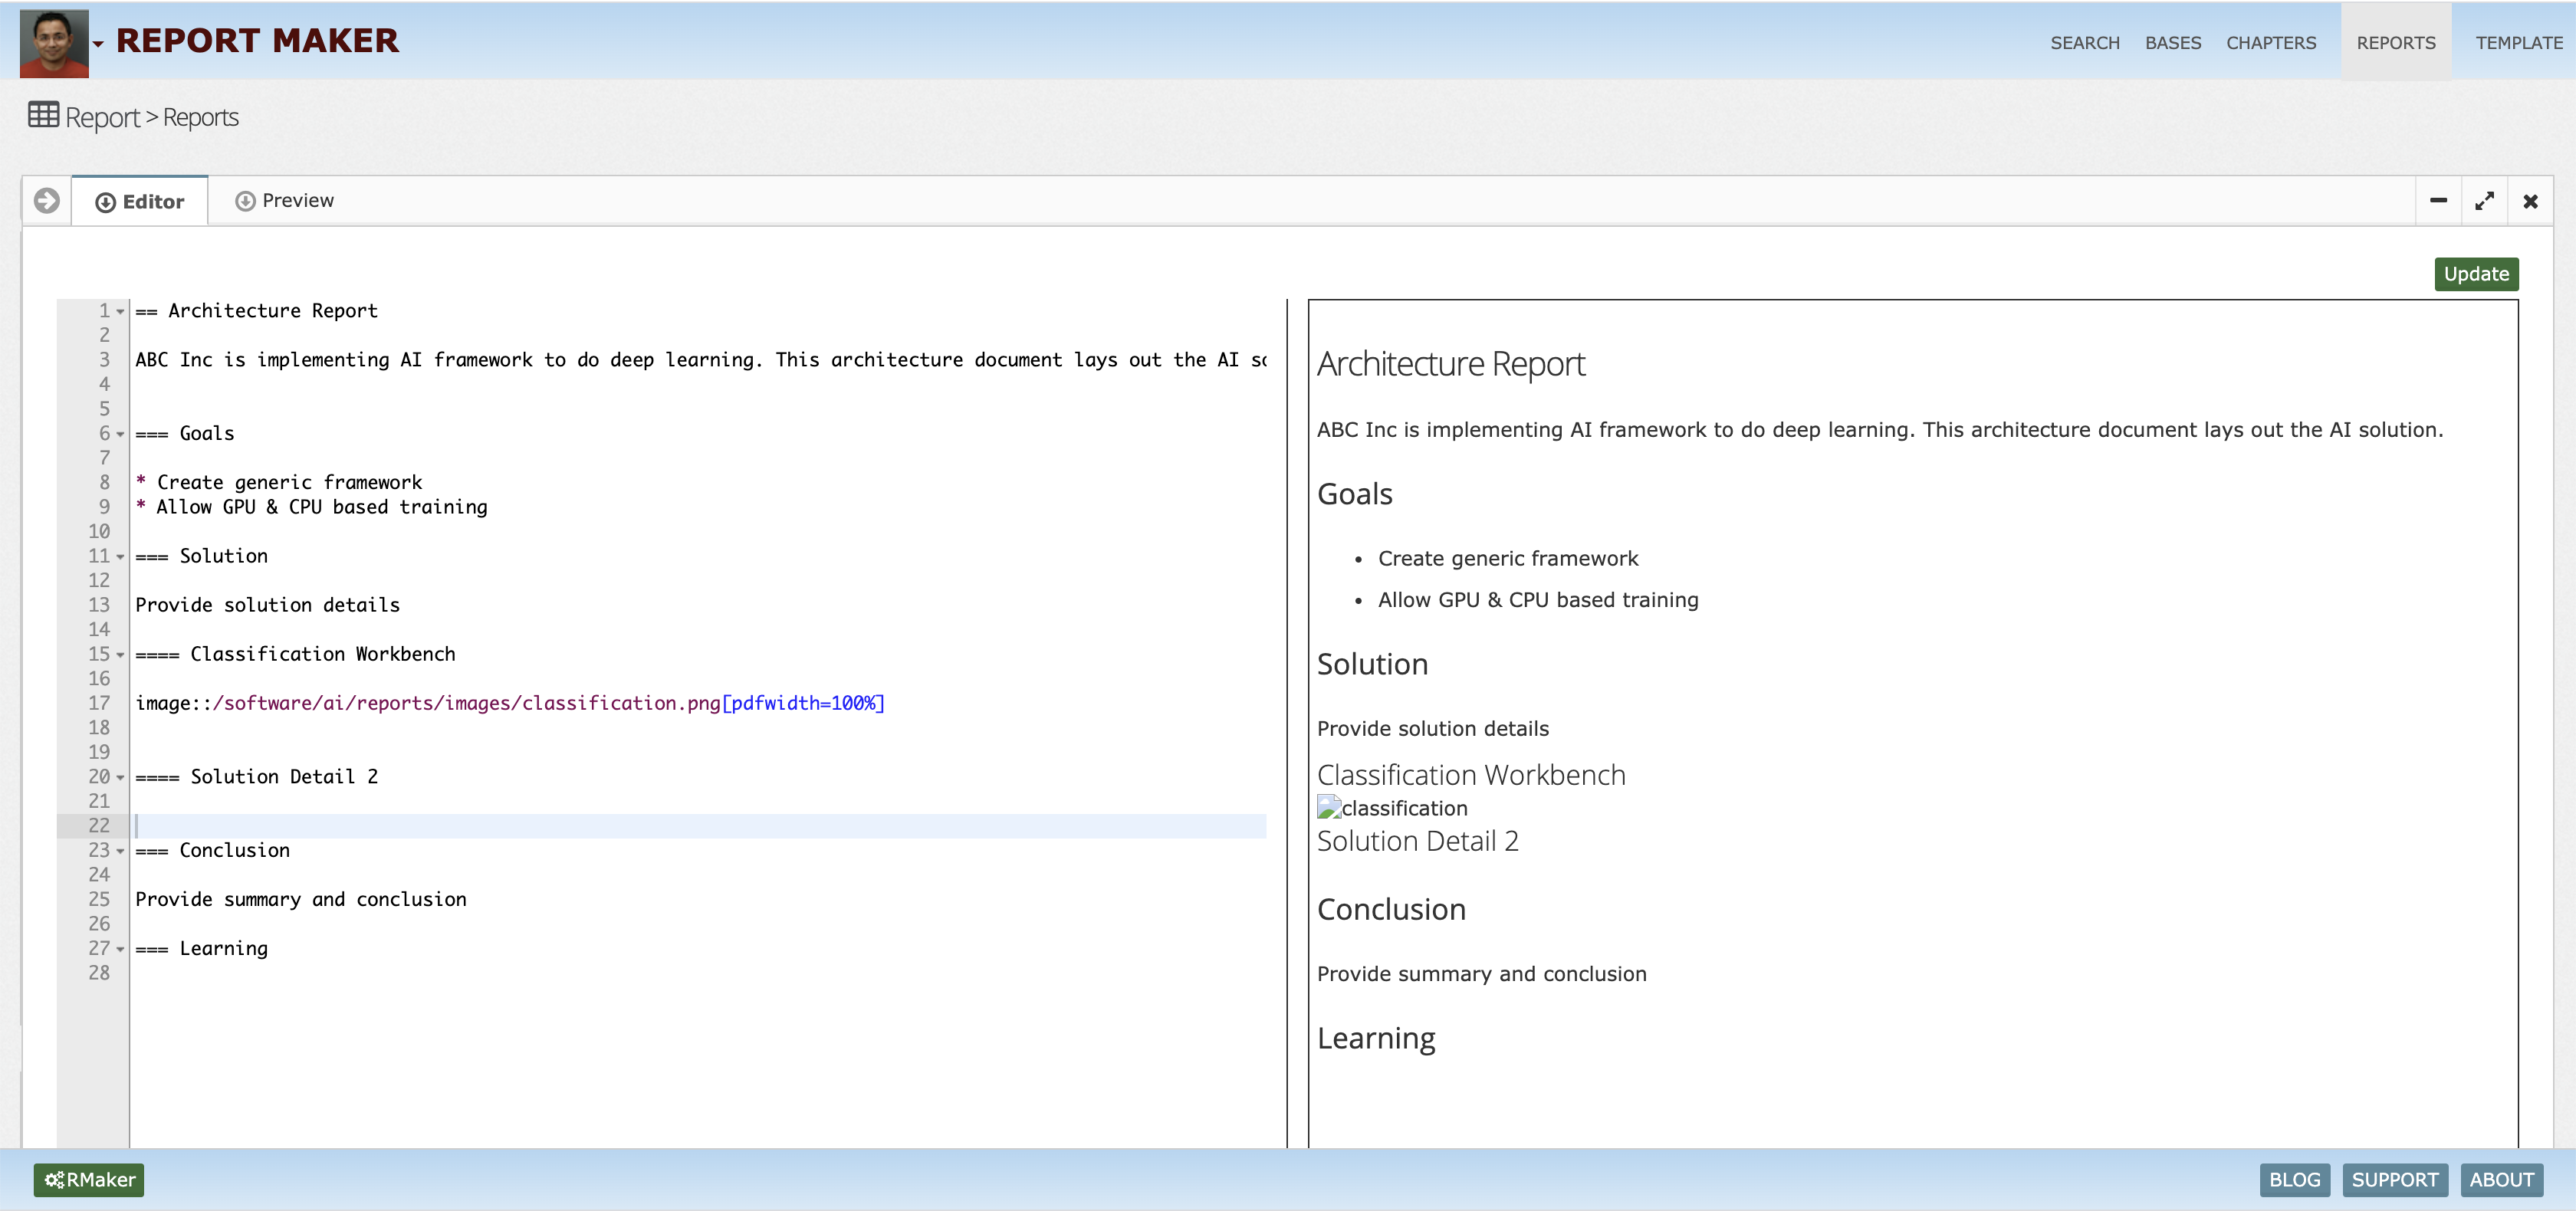 REPORT MAKER
SEARCH BASES CHAPTERS REPORTS TEMPLATE
Report > Reports
Editor Preview
Update
1 == Architecture Report
2
3 ABC Inc is implementing AI framework to do deep learning. This architecture document lays out the AI so
4
5
6 === Goals
7
8 * Create generic framework
9 * Allow GPU & CPU based training
10
11 === Solution
12
13 Provide solution details
14
15 ==== Classification Workbench
16
17 image::/software/ai/reports/images/classification.png[pdfwidth=100%]
18
19
20 ==== Solution Detail 2
21
22
23 === Conclusion
24
25 Provide summary and conclusion
26
27 === Learning
28
Architecture Report
ABC Inc is implementing AI framework to do deep learning. This architecture document lays out the AI solution.
Goals
• Create generic framework
• Allow GPU & CPU based training
Solution
Provide solution details
Classification Workbench
classification
Solution Detail 2
Conclusion
Provide summary and conclusion
Learning
RMaker
BLOG SUPPORT ABOUT